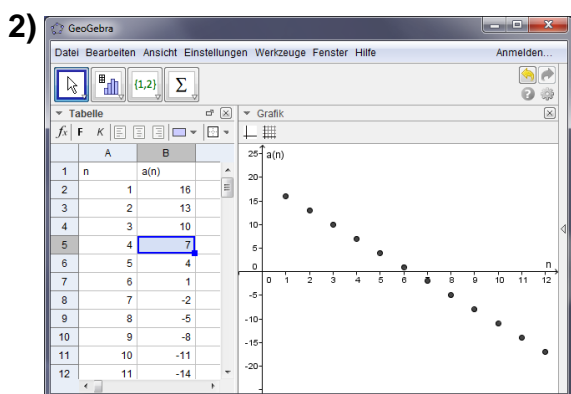 2)
GeoGebra
Datei Bearbeiten Ansicht Einstellungen Werkzeuge Fenster Hilfe Anmelden...
{1,2} Σ
Tabelle
Grafik
fx F K
A B
1 n a(n)
2 1 16
3 2 13
4 3 10
5 4 7
6 5 4
7 6 1
8 7 -2
9 8 -5
10 9 -8
11 10 -11
12 11 -14
a(n)
25
20
15
10
5
0
-5
-10
-15
-20
n
0 1 2 3 4 5 6 7 8 9 10 11 12